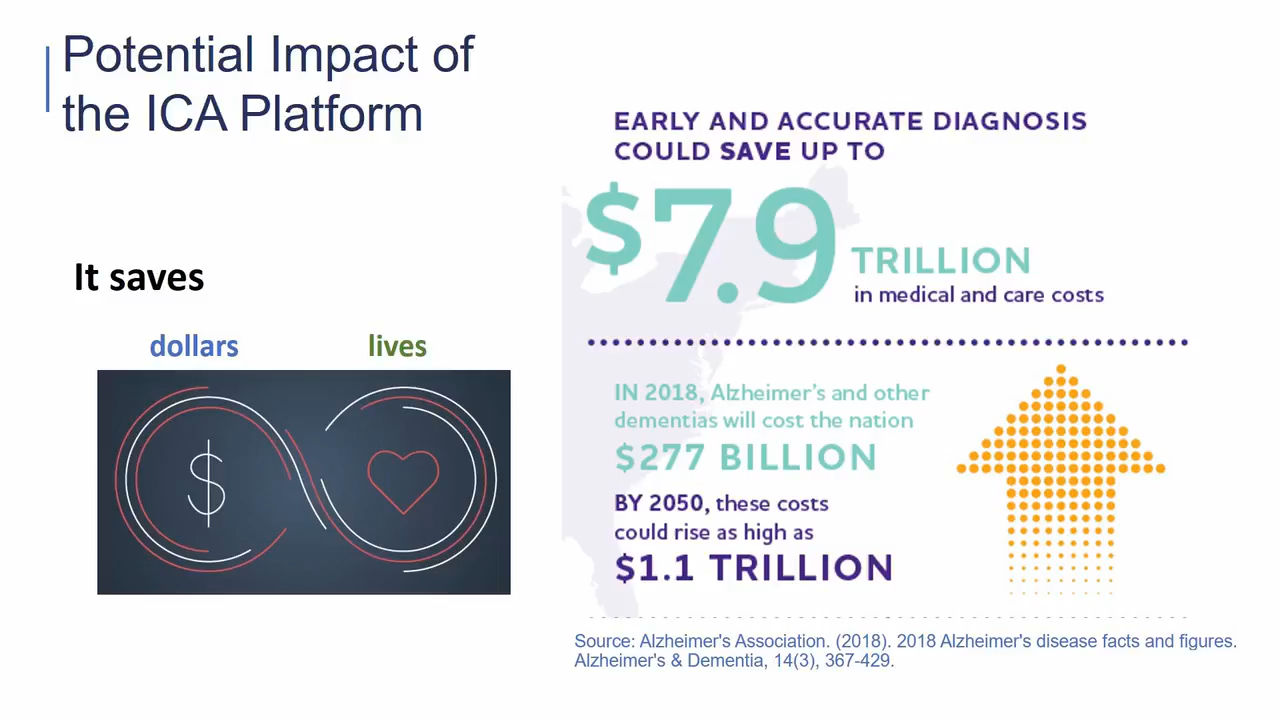 Potential Impact of
the ICA Platform
It saves
dollars
lives
$
EARLY AND ACCURATE DIAGNOSIS
COULD SAVE UP TO
$7.9
TRILLION
in medical and care costs
IN 2018, Alzheimer's and other
dementias will cost the nation
$277 BILLION
BY 2050, these costs
could rise as high as
$1.1 TRILLION
Source: Alzheimer's Association. (2018). 2018 Alzheimer's disease facts and figures.
Alzheimer's & Dementia, 14(3), 367-429.